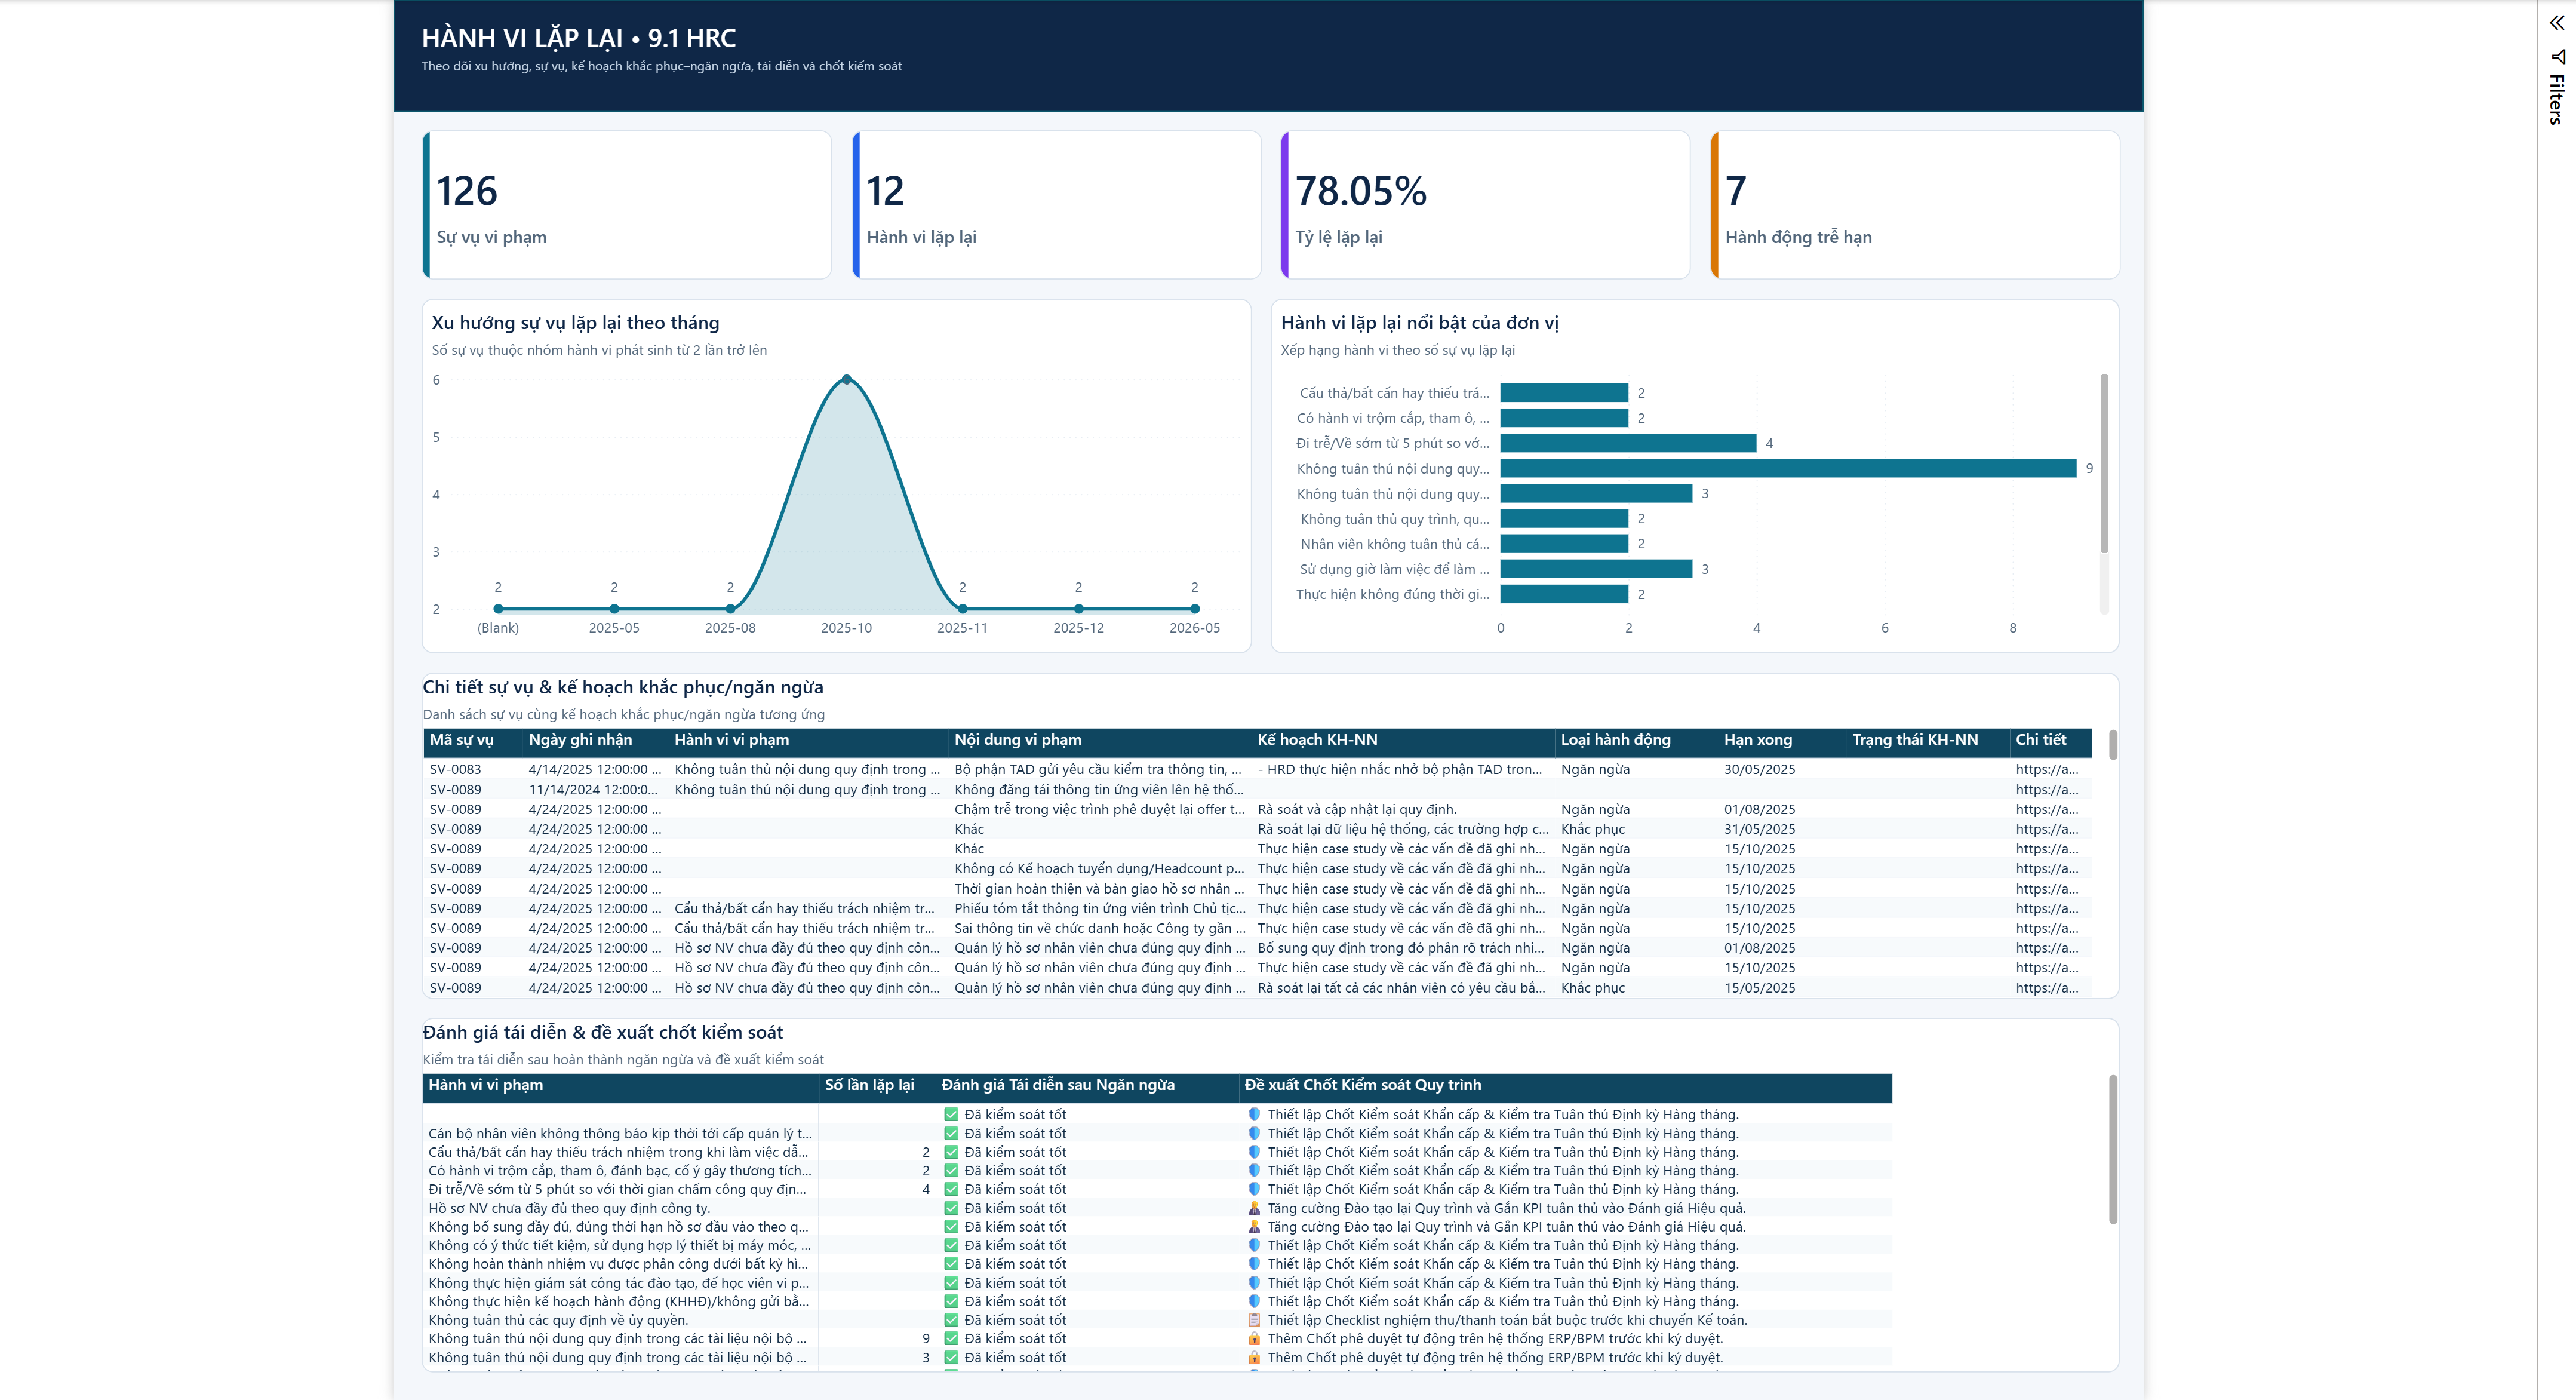 HÀNH VI LẶP LẠI • 9.1 HRC
Theo dõi xu hướng, sự vụ, kế hoạch khắc phục–ngăn ngừa, tái diễn và chốt kiểm soát
Filters
126
Sự vụ vi phạm
12
Hành vi lặp lại
78.05%
Tỷ lệ lặp lại
7
Hành động trễ hạn
Xu hướng sự vụ lặp lại theo tháng
Số sự vụ thuộc nhóm hành vi phát sinh từ 2 lần trở lên
6
5
4
3
2
2 2 2 2 2 2
(Blank) 2025-05 2025-08 2025-10 2025-11 2025-12 2026-05
Hành vi lặp lại nổi bật của đơn vị
Xếp hạng hành vi theo số sự vụ lặp lại
Cẩu thả/bất cẩn hay thiếu trá... 2
Có hành vi trộm cắp, tham ô, ... 2
Đi trễ/Về sớm từ 5 phút so vớ... 4
Không tuân thủ nội dung quy... 9
Không tuân thủ nội dung quy... 3
Không tuân thủ quy trình, qu... 2
Nhân viên không tuân thủ cá... 2
Sử dụng giờ làm việc để làm ... 3
Thực hiện không đúng thời gi... 2
0 2 4 6 8
Chi tiết sự vụ & kế hoạch khắc phục/ngăn ngừa
Danh sách sự vụ cùng kế hoạch khắc phục/ngăn ngừa tương ứng
Mã sự vụ Ngày ghi nhận Hành vi vi phạm Nội dung vi phạm Kế hoạch KH-NN Loại hành động Hạn xong Trạng thái KH-NN Chi tiết
SV-0083 4/14/2025 12:00:00 ... Không tuân thủ nội dung quy định trong ... Bộ phận TAD gửi yêu cầu kiểm tra thông tin, ... - HRD thực hiện nhắc nhở bộ phận TAD tron... Ngăn ngừa 30/05/2025 https://a...
SV-0089 11/14/2024 12:00:0... Không tuân thủ nội dung quy định trong ... Không đăng tải thông tin ứng viên lên hệ thố... https://a...
SV-0089 4/24/2025 12:00:00 ... Chậm trễ trong việc trình phê duyệt lại offer t... Rà soát và cập nhật lại quy định. Ngăn ngừa 01/08/2025 https://a...
SV-0089 4/24/2025 12:00:00 ... Khác Rà soát lại dữ liệu hệ thống, các trường hợp c... Khắc phục 31/05/2025 https://a...
SV-0089 4/24/2025 12:00:00 ... Khác Thực hiện case study về các vấn đề đã ghi nh... Ngăn ngừa 15/10/2025 https://a...
SV-0089 4/24/2025 12:00:00 ... Không có Kế hoạch tuyển dụng/Headcount p... Thực hiện case study về các vấn đề đã ghi nh... Ngăn ngừa 15/10/2025 https://a...
SV-0089 4/24/2025 12:00:00 ... Thời gian hoàn thiện và bàn giao hồ sơ nhân ... Thực hiện case study về các vấn đề đã ghi nh... Ngăn ngừa 15/10/2025 https://a...
SV-0089 4/24/2025 12:00:00 ... Cẩu thả/bất cẩn hay thiếu trách nhiệm tr... Phiếu tóm tắt thông tin ứng viên trình Chủ tịc... Thực hiện case study về các vấn đề đã ghi nh... Ngăn ngừa 15/10/2025 https://a...
SV-0089 4/24/2025 12:00:00 ... Cẩu thả/bất cẩn hay thiếu trách nhiệm tr... Sai thông tin về chức danh hoặc Công ty gần ... Thực hiện case study về các vấn đề đã ghi nh... Ngăn ngừa 15/10/2025 https://a...
SV-0089 4/24/2025 12:00:00 ... Hồ sơ NV chưa đầy đủ theo quy định côn... Quản lý hồ sơ nhân viên chưa đúng quy định ... Bổ sung quy định trong đó phân rõ trách nhi... Ngăn ngừa 01/08/2025 https://a...
SV-0089 4/24/2025 12:00:00 ... Hồ sơ NV chưa đầy đủ theo quy định côn... Quản lý hồ sơ nhân viên chưa đúng quy định ... Thực hiện case study về các vấn đề đã ghi nh... Ngăn ngừa 15/10/2025 https://a...
SV-0089 4/24/2025 12:00:00 ... Hồ sơ NV chưa đầy đủ theo quy định côn... Quản lý hồ sơ nhân viên chưa đúng quy định ... Rà soát lại tất cả các nhân viên có yêu cầu bả... Khắc phục 15/05/2025 https://a...
Đánh giá tái diễn & đề xuất chốt kiểm soát
Kiểm tra tái diễn sau hoàn thành ngăn ngừa và đề xuất kiểm soát
Hành vi vi phạm Số lần lặp lại Đánh giá Tái diễn sau Ngăn ngừa Đề xuất Chốt Kiểm soát Quy trình
✅ Đã kiểm soát tốt 🛡️ Thiết lập Chốt Kiểm soát Khẩn cấp & Kiểm tra Tuân thủ Định kỳ Hàng tháng.
Cán bộ nhân viên không thông báo kịp thời tới cấp quản lý t... ✅ Đã kiểm soát tốt 🛡️ Thiết lập Chốt Kiểm soát Khẩn cấp & Kiểm tra Tuân thủ Định kỳ Hàng tháng.
Cẩu thả/bất cẩn hay thiếu trách nhiệm trong khi làm việc dẫ... 2 ✅ Đã kiểm soát tốt 🛡️ Thiết lập Chốt Kiểm soát Khẩn cấp & Kiểm tra Tuân thủ Định kỳ Hàng tháng.
Có hành vi trộm cắp, tham ô, đánh bạc, cố ý gây thương tích... 2 ✅ Đã kiểm soát tốt 🛡️ Thiết lập Chốt Kiểm soát Khẩn cấp & Kiểm tra Tuân thủ Định kỳ Hàng tháng.
Đi trễ/Về sớm từ 5 phút so với thời gian chấm công quy địn... 4 ✅ Đã kiểm soát tốt 🛡️ Thiết lập Chốt Kiểm soát Khẩn cấp & Kiểm tra Tuân thủ Định kỳ Hàng tháng.
Hồ sơ NV chưa đầy đủ theo quy định công ty. ✅ Đã kiểm soát tốt Tăng cường Đào tạo lại Quy trình và Gắn KPI tuân thủ vào Đánh giá Hiệu quả.
Không bổ sung đầy đủ, đúng thời hạn hồ sơ đầu vào theo q... ✅ Đã kiểm soát tốt Tăng cường Đào tạo lại Quy trình và Gắn KPI tuân thủ vào Đánh giá Hiệu quả.
Không có ý thức tiết kiệm, sử dụng hợp lý thiết bị máy móc, ... ✅ Đã kiểm soát tốt 🛡️ Thiết lập Chốt Kiểm soát Khẩn cấp & Kiểm tra Tuân thủ Định kỳ Hàng tháng.
Không hoàn thành nhiệm vụ được phân công dưới bất kỳ hì... ✅ Đã kiểm soát tốt 🛡️ Thiết lập Chốt Kiểm soát Khẩn cấp & Kiểm tra Tuân thủ Định kỳ Hàng tháng.
Không thực hiện giám sát công tác đào tạo, để học viên vi p... ✅ Đã kiểm soát tốt 🛡️ Thiết lập Chốt Kiểm soát Khẩn cấp & Kiểm tra Tuân thủ Định kỳ Hàng tháng.
Không thực hiện kế hoạch hành động (KHHĐ)/không gửi bằ... ✅ Đã kiểm soát tốt 🛡️ Thiết lập Chốt Kiểm soát Khẩn cấp & Kiểm tra Tuân thủ Định kỳ Hàng tháng.
Không tuân thủ các quy định về ủy quyền. ✅ Đã kiểm soát tốt 📋 Thiết lập Checklist nghiệm thu/thanh toán bắt buộc trước khi chuyển Kế toán.
Không tuân thủ nội dung quy định trong các tài liệu nội bộ ... 9 ✅ Đã kiểm soát tốt 🔒 Thêm Chốt phê duyệt tự động trên hệ thống ERP/BPM trước khi ký duyệt.
Không tuân thủ nội dung quy định trong các tài liệu nội bộ ... 3 ✅ Đã kiểm soát tốt 🔒 Thêm Chốt phê duyệt tự động trên hệ thống ERP/BPM trước khi ký duyệt.